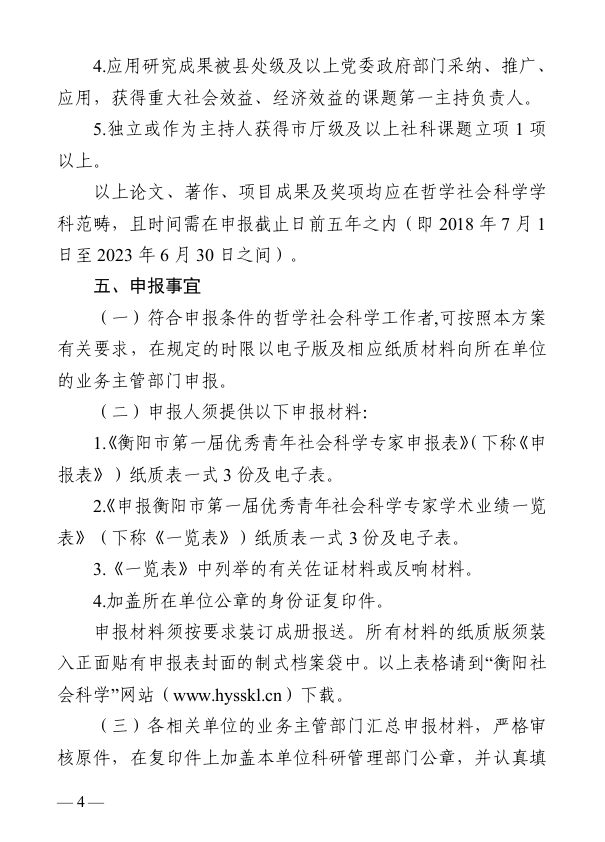 4.应用研究成果被县处级及以上党委政府部门采纳、推广、
应用，获得重大社会效益、经济效益的课题第一主持负责人。
5.独立或作为主持人获得市厅级及以上社科课题立项 1 项
以上。
以上论文、著作、项目成果及奖项均应在哲学社会科学学
科范畴，且时间需在申报截止日前五年之内（即 2018 年 7 月 1
日至 2023 年 6 月 30 日之间）。
五、申报事宜
（一）符合申报条件的哲学社会科学工作者,可按照本方案
有关要求，在规定的时限以电子版及相应纸质材料向所在单位
的业务主管部门申报。
（二）申报人须提供以下申报材料：
1.《衡阳市第一届优秀青年社会科学专家申报表》（下称《申
报表》）纸质表一式 3 份及电子表。
2.《申报衡阳市第一届优秀青年社会科学专家学术业绩一览
表》（下称《一览表》）纸质表一式 3 份及电子表。
3.《一览表》中列举的有关佐证材料或反响材料。
4.加盖所在单位公章的身份证复印件。
申报材料须按要求装订成册报送。所有材料的纸质版须装
入正面贴有申报表封面的制式档案袋中。以上表格请到“衡阳社
会科学”网站（www.hysskl.cn）下载。
（三）各相关单位的业务主管部门汇总申报材料，严格审
核原件，在复印件上加盖本单位科研管理部门公章，并认真填
— 4 —